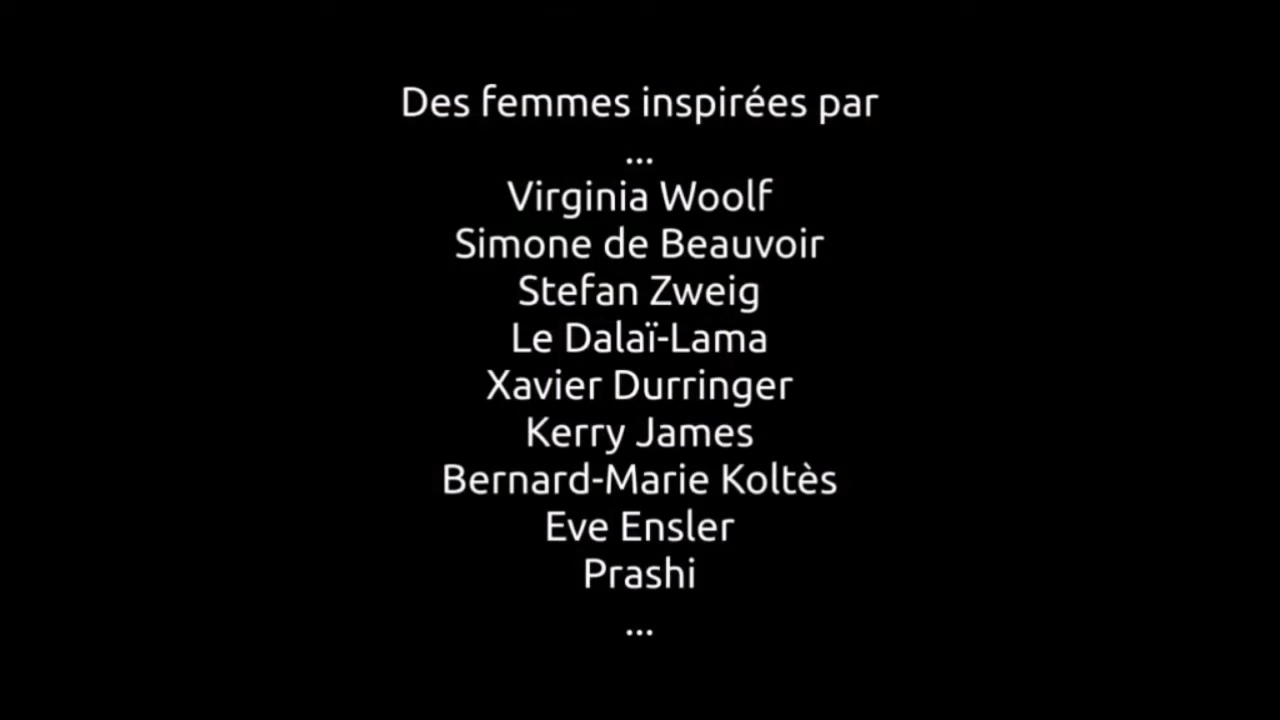 Des femmes inspirées par
...
Virginia Woolf
Simone de Beauvoir
Stefan Zweig
Le Dalaï-Lama
Xavier Durringer
Kerry James
Bernard-Marie Koltès
Eve Ensler
Prashi
...